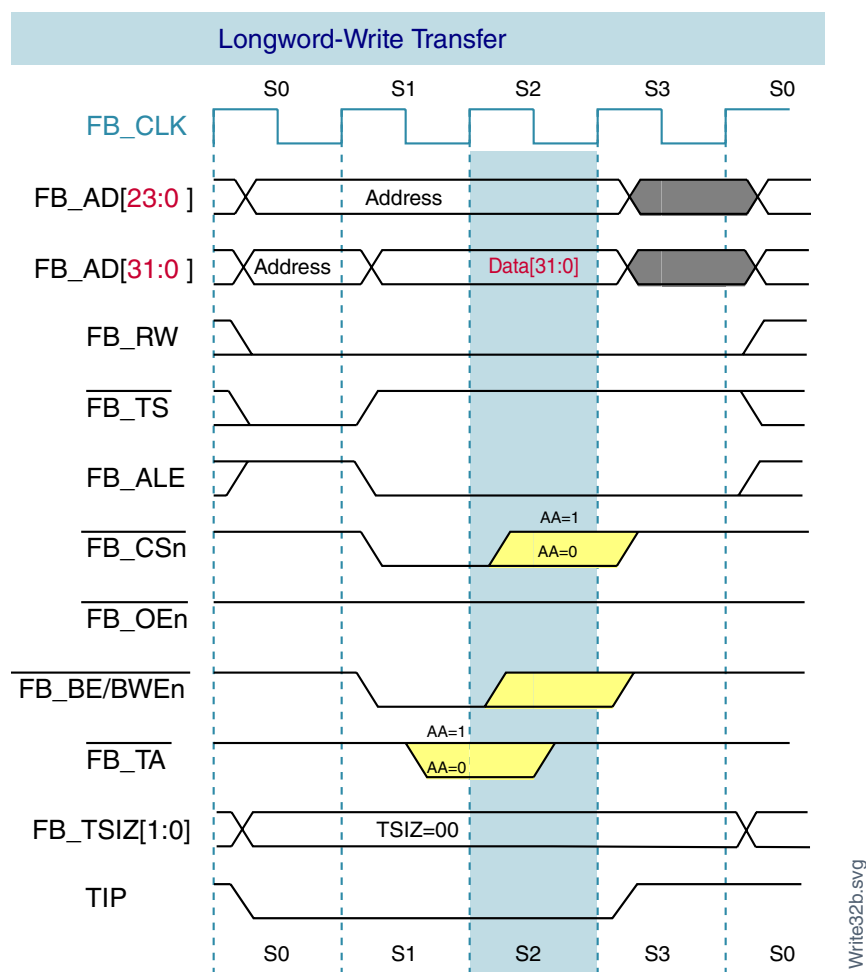 Longword-Write Transfer
S0 S1 S2 S3 S0
FB_CLK
FB_AD[23:0 ] Address
FB_AD[31:0 ] Address Data[31:0]
FB_RW
FB_TS
FB_ALE
AA=1
FB_CSn AA=0
FB_OEn
FB_BE/BWEn
AA=1
FB_TA AA=0
FB_TSIZ[1:0] TSIZ=00
TIP
S0 S1 S2 S3 S0
Write32b.svg